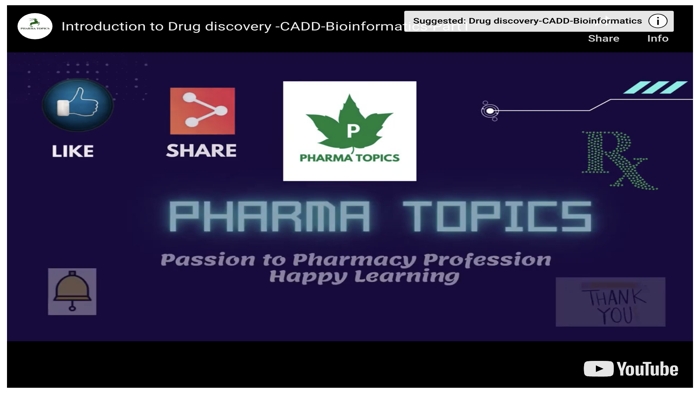 Introduction to Drug discovery -CADD-Bioinformatics
Suggested: Drug discovery-CADD-Bioinformatics
Share
Info
LIKE
SHARE
P
PHARMA TOPICS
Rx
PHARMA TOPICS
Passion to Pharmacy Profession
Happy Learning
THANK
YOU
YouTube